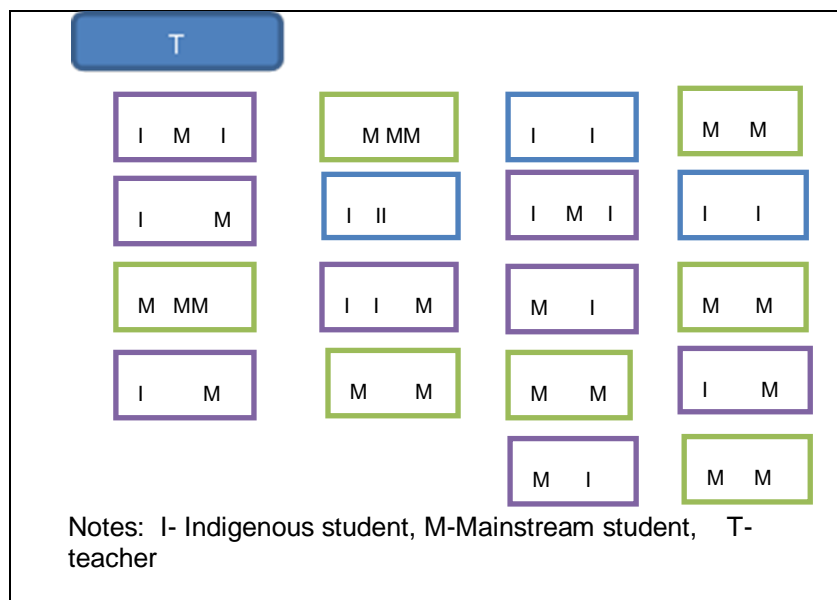 T
I M I
M MM
I I
M M
I M
I II
I M I
I I
M MM
I I M
M I
M M
I M
M M
M M
I M
M I
M M
Notes: I- Indigenous student, M-Mainstream student, T-
teacher